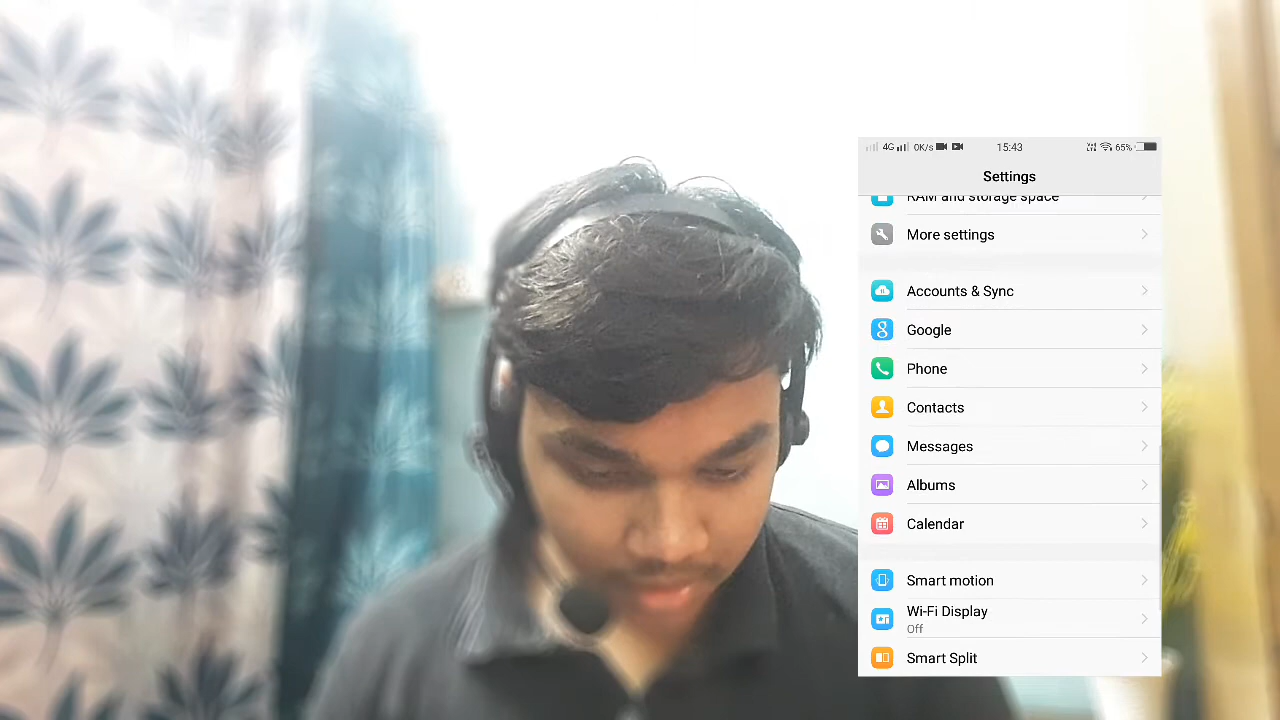 4G 0K/s 15:43 65%
Settings
RAM and storage space
More settings
Accounts & Sync
Google
Phone
Contacts
Messages
Albums
Calendar
Smart motion
Wi-Fi Display
Off
Smart Split